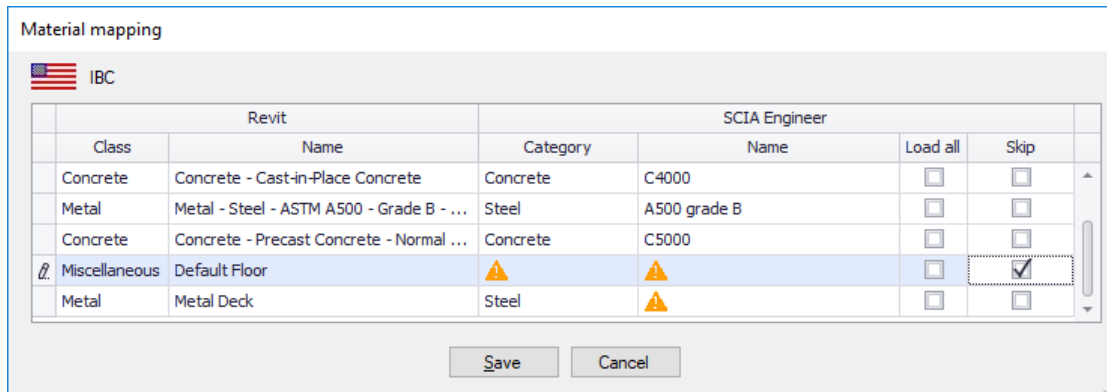 Material mapping
IBC
Revit SCIA Engineer
Class Name Category Name Load all Skip
Concrete Concrete - Cast-in-Place Concrete Concrete C4000
Metal Metal - Steel - ASTM A500 - Grade B - ... Steel A500 grade B
Concrete Concrete - Precast Concrete - Normal ... Concrete C5000
Miscellaneous Default Floor
Metal Metal Deck Steel
Save Cancel